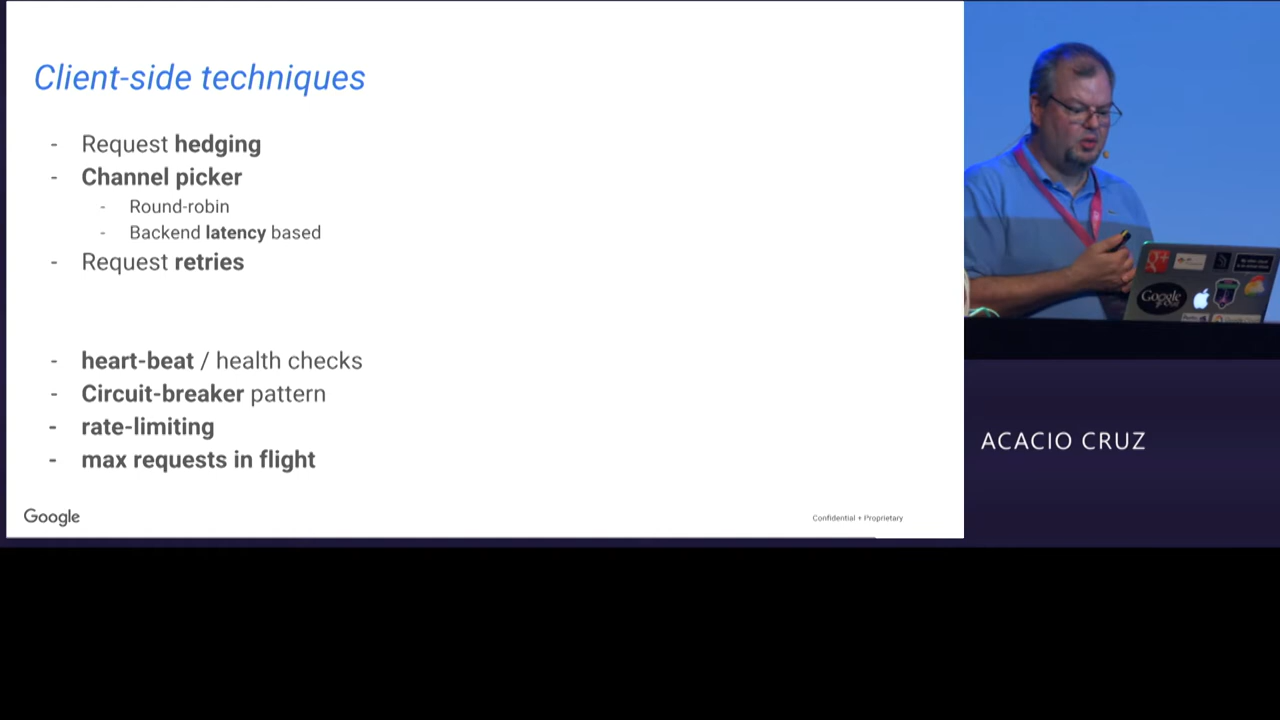 Client-side techniques
- Request hedging
- Channel picker
- Round-robin
- Backend latency based
- Request retries
- heart-beat / health checks
- Circuit-breaker pattern
- rate-limiting
- max requests in flight
Google
Confidential + Proprietary
g+
Google
ACACIO CRUZ